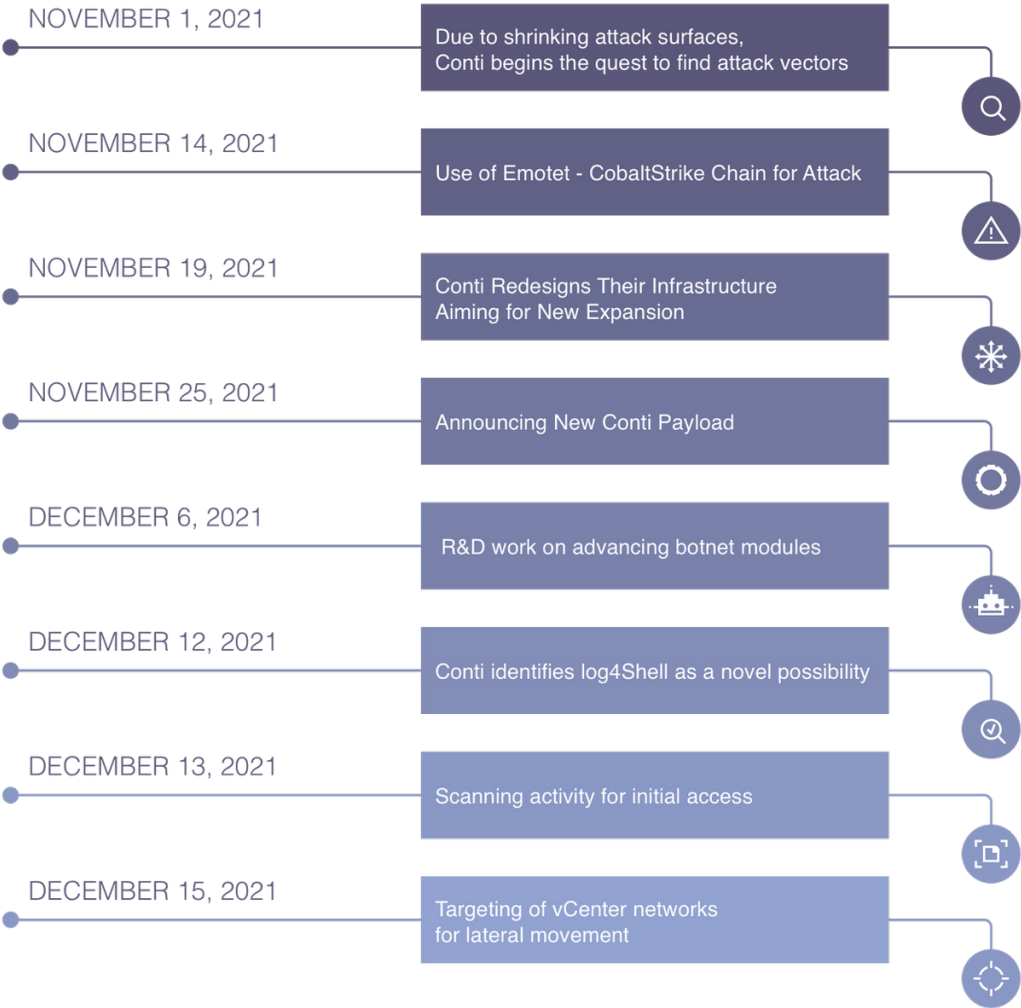 NOVEMBER 1, 2021
Due to shrinking attack surfaces,
Conti begins the quest to find attack vectors
NOVEMBER 14, 2021
Use of Emotet - CobaltStrike Chain for Attack
NOVEMBER 19, 2021
Conti Redesigns Their Infrastructure
Aiming for New Expansion
NOVEMBER 25, 2021
Announcing New Conti Payload
DECEMBER 6, 2021
R&D work on advancing botnet modules
DECEMBER 12, 2021
Conti identifies log4Shell as a novel possibility
DECEMBER 13, 2021
Scanning activity for initial access
DECEMBER 15, 2021
Targeting of vCenter networks
for lateral movement